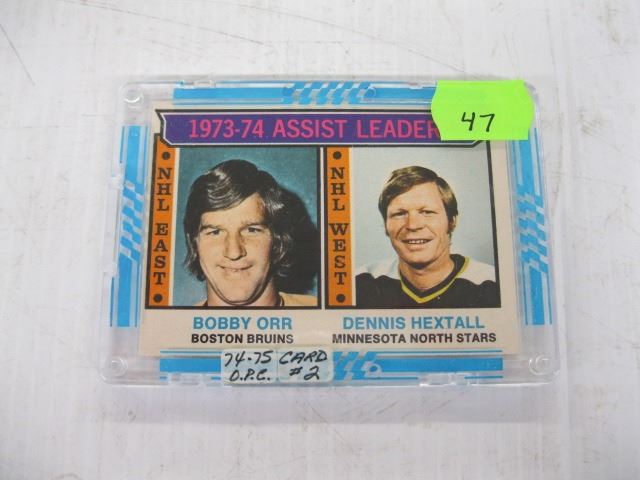 1973-74 ASSIST LEADER
47
NHL EAST
NHL WEST
BOBBY ORR
BOSTON BRUINS
DENNIS HEXTALL
MINNESOTA NORTH STARS
74-75 CARD
O.P.C. #2